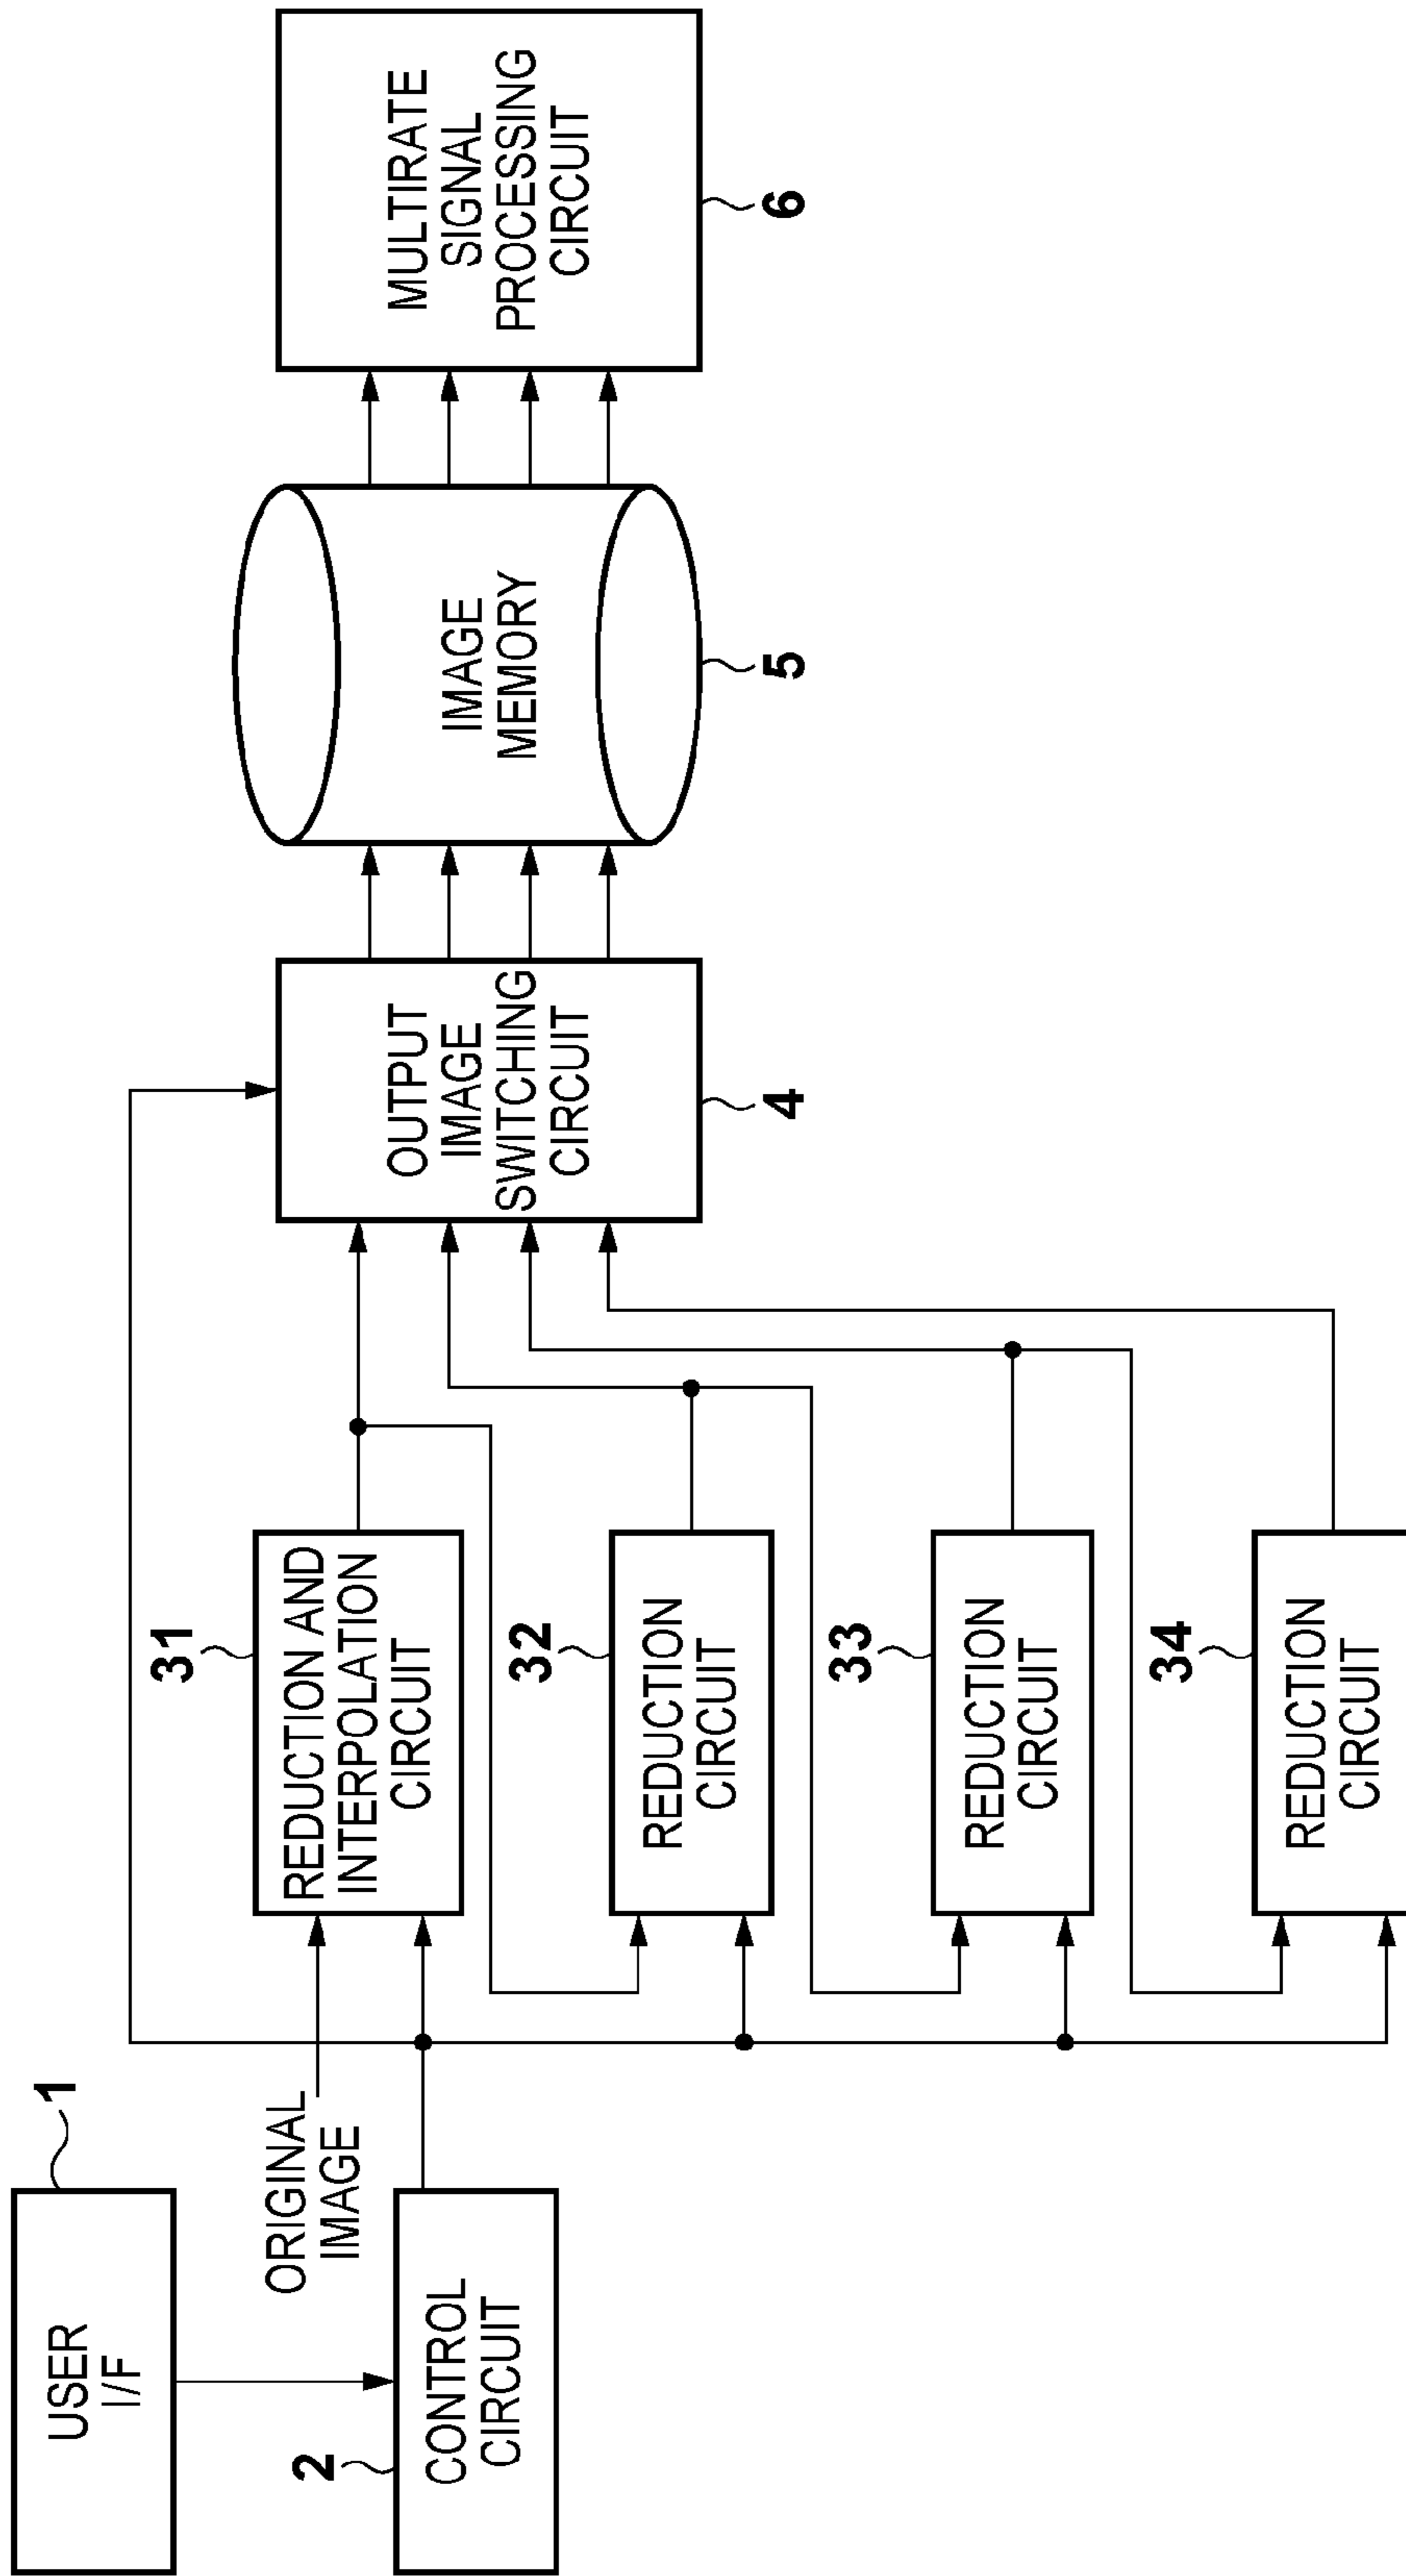 USER
I/F
1
ORIGINAL
IMAGE
2
CONTROL
CIRCUIT
31
REDUCTION AND
INTERPOLATION
CIRCUIT
32
REDUCTION
CIRCUIT
33
REDUCTION
CIRCUIT
34
REDUCTION
CIRCUIT
OUTPUT
IMAGE
SWITCHING
CIRCUIT
4
IMAGE
MEMORY
5
MULTIRATE
SIGNAL
PROCESSING
CIRCUIT
6